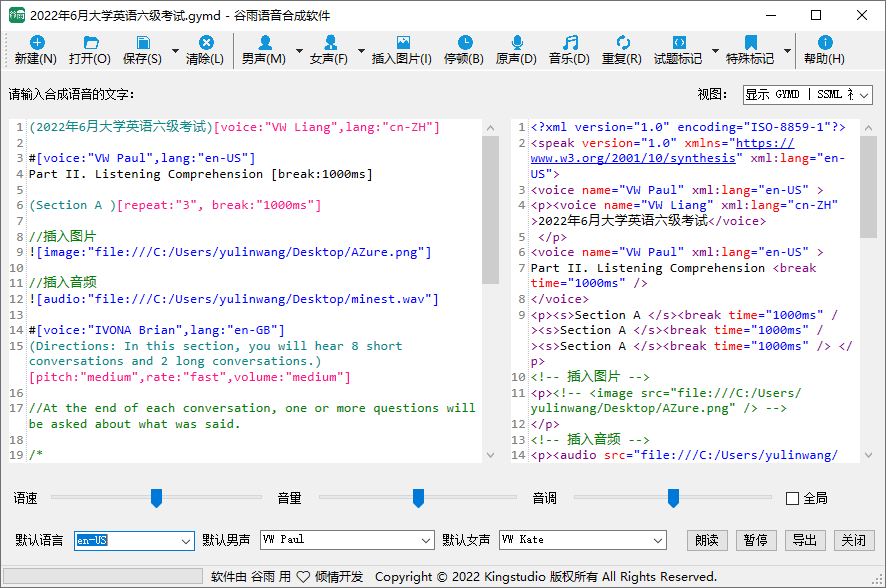 2022年6月大学英语六级考试.gymd - 谷雨语音合成软件
新建(N) 打开(O) 保存(S) 清除(L) 男声(M) 女声(F) 插入图片(I) 停顿(B) 原声(D) 音乐(D) 重复(R) 试题标记 特殊标记 帮助(H)
请输入合成语音的文字:
视图: 显示 GYMD | SSML
1 (2022年6月大学英语六级考试)[voice:"VW Liang",lang:"cn-ZH"]
2
3 #[voice:"VW Paul",lang:"en-US"]
4 Part II. Listening Comprehension [break:1000ms]
5
6 (Section A )[repeat:"3", break:"1000ms"]
7
8 //插入图片
9 ![image:"file:///C:/Users/yulinwang/Desktop/AZure.png"]
10
11 //插入音频
12 ![audio:"file:///C:/Users/yulinwang/Desktop/minest.wav"]
13
14 #[voice:"IVONA Brian",lang:"en-GB"]
15 (Directions: In this section, you will hear 8 short
conversations and 2 long conversations.)
[pitch:"medium",rate:"fast",volume:"medium"]
16
17 //At the end of each conversation, one or more questions will
be asked about what was said.
18
19 /*
1 <?xml version="1.0" encoding="ISO-8859-1"?>
2 <speak version="1.0" xmlns="https://
www.w3.org/2001/10/synthesis" xml:lang="en-
US">
3 <voice name="VW Paul" xml:lang="en-US" >
4 <p><voice name="VW Liang" xml:lang="cn-ZH"
>2022年6月大学英语六级考试</voice>
5 </p>
6 <voice name="VW Paul" xml:lang="en-US" >
7 Part II. Listening Comprehension <break
time="1000ms" />
8 </voice>
9 <p><s>Section A </s><break time="1000ms" /
><s>Section A </s><break time="1000ms" /
><s>Section A </s><break time="1000ms" /> </
p>
10 <!-- 插入图片 -->
11 <p><!-- <image src="file:///C:/Users/
yulinwang/Desktop/AZure.png" /> -->
12 </p>
13 <!-- 插入音频 -->
14 <p><audio src="file:///C:/Users/yulinwang/
语速 音量 音调 全局
默认语言 en-US 默认男声 VW Paul 默认女声 VW Kate 朗读 暂停 导出 关闭
软件由 谷雨 用 ♡ 倾情开发 Copyright © 2022 Kingstudio 版权所有 All Rights Reserved.